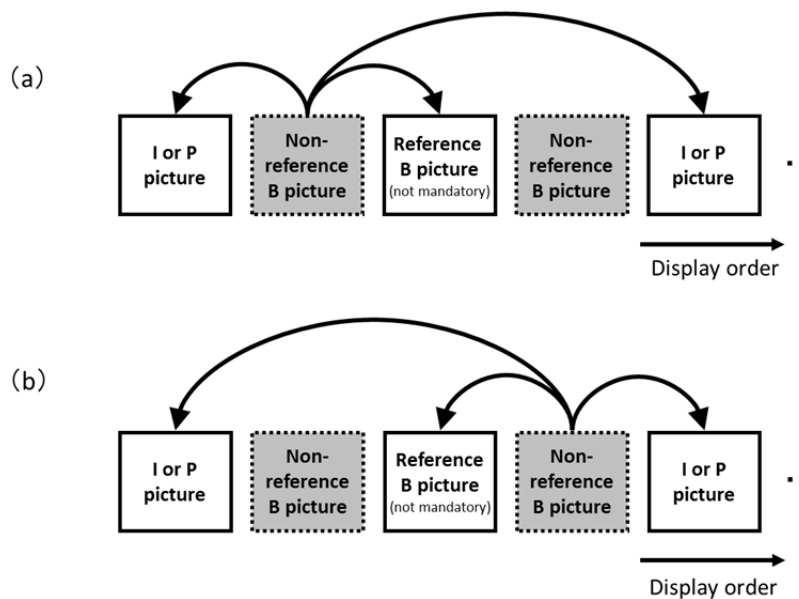 (a)
I or P
picture
Non-
reference
B picture
Reference
B picture
(not mandatory)
Non-
reference
B picture
I or P
picture
Display order
(b)
I or P
picture
Non-
reference
B picture
Reference
B picture
(not mandatory)
Non-
reference
B picture
I or P
picture
Display order